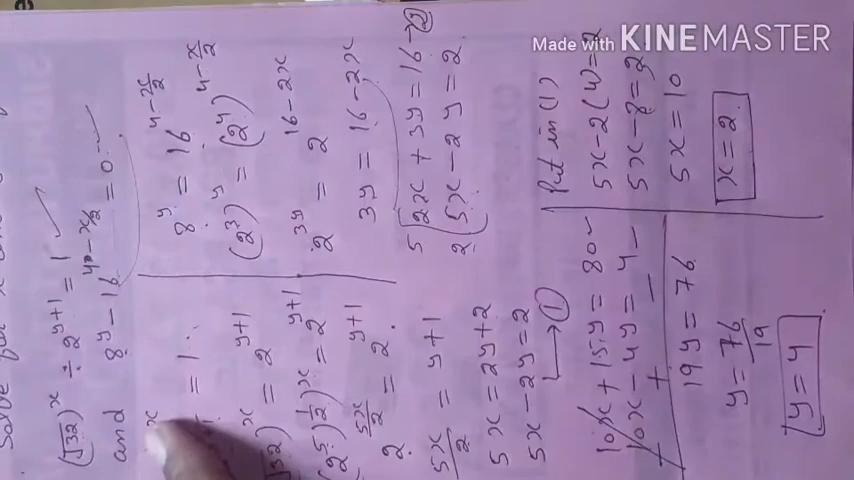 (√32)^x ÷ 2^(y+1) = 1
and 8^y - 16^(4-x/2) = 0
= 1
= 2^(y+1)
(2^5)^(1/2)^x = 2^(y+1)
2^(5x/2) = 2^(y+1)
5x/2 = y+1
5x = 2y+2
5x-2y=2
①
8^y = 16^(4-x/2)
(2^3)^y = (2^4)^(4-x/2)
2^(3y) = 2^(16-2x)
3y = 16-2x
5 2x+3y=16 -②
2 5x-2y=2
10x+15y=80
10x-4y=4
- + -
19y=76
y=76/19
y=4
Put in (1)
5x-2(4)=2
5x-8=2
5x=10
x=2
Made with KINEMASTER